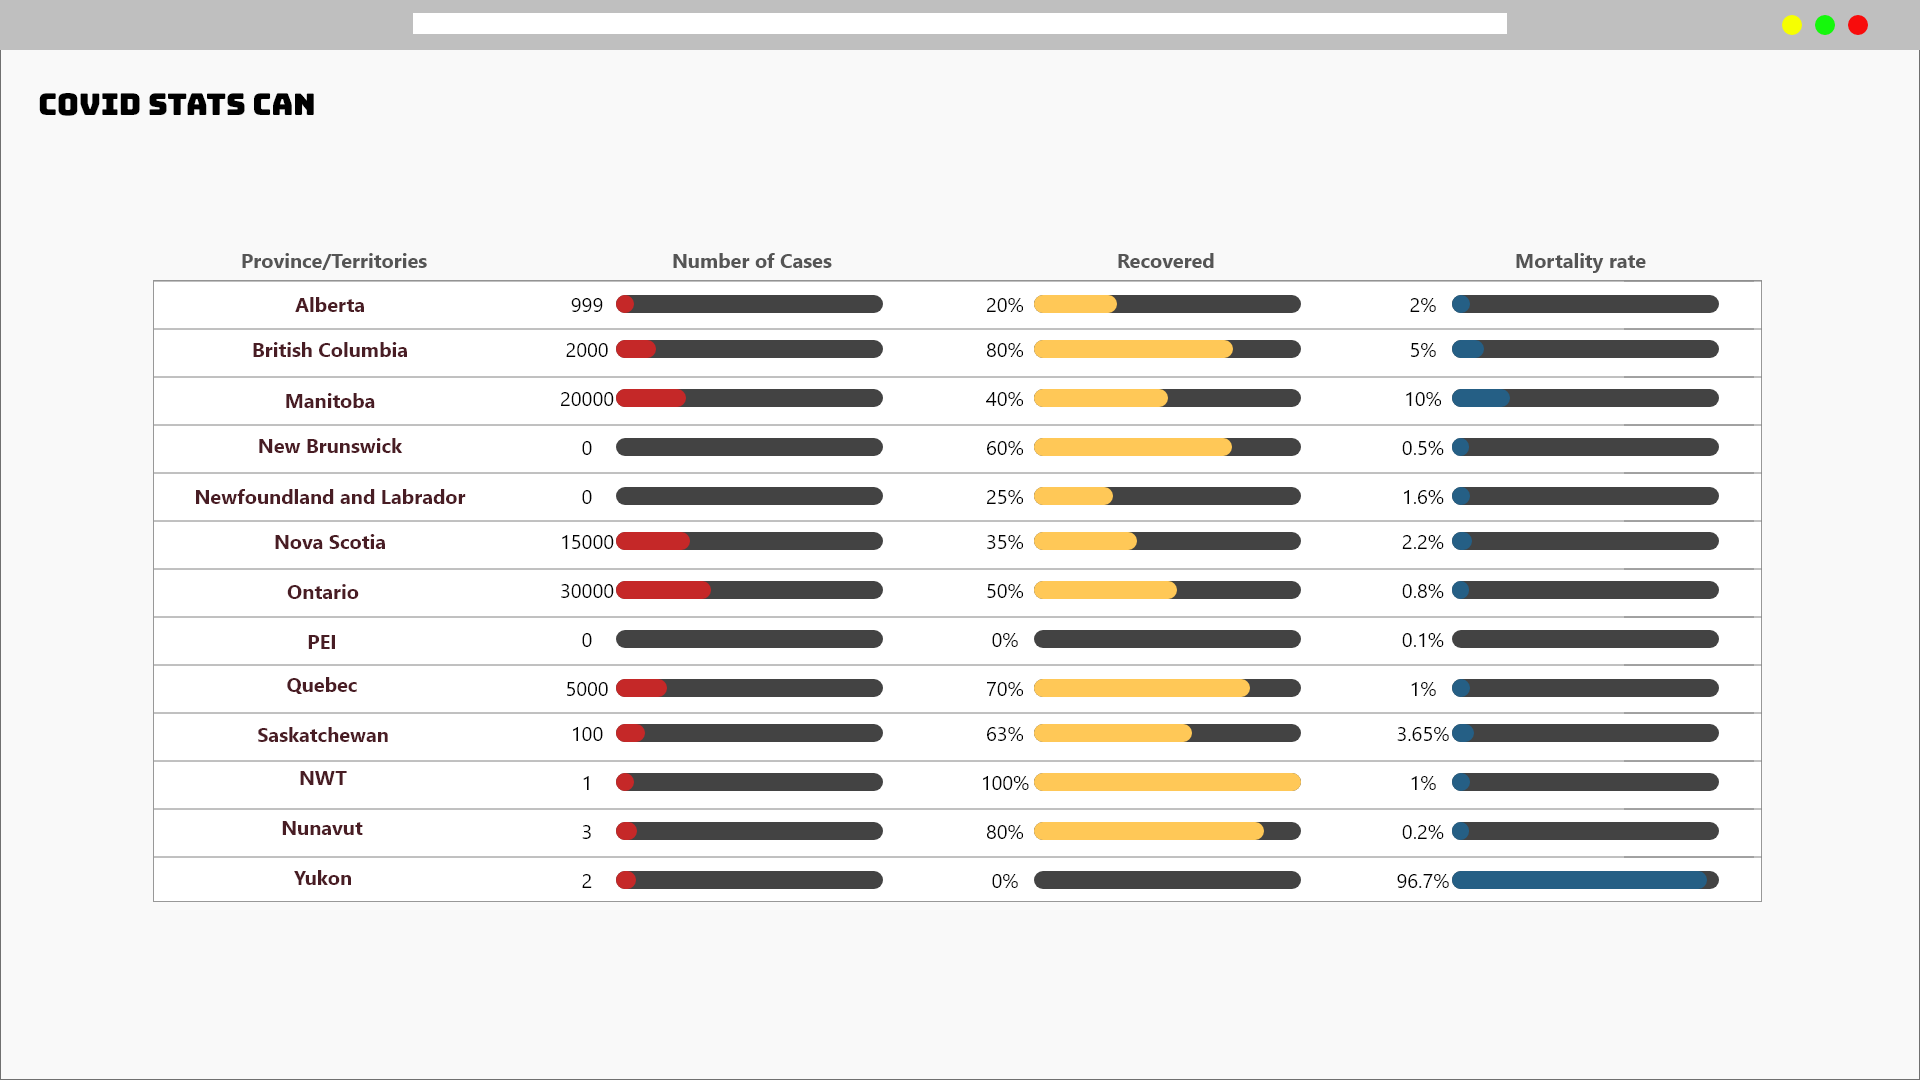 COVID STATS CAN
Province/Territories Number of Cases Recovered Mortality rate
Alberta 999 20% 2%
British Columbia 2000 80% 5%
Manitoba 20000 40% 10%
New Brunswick 0 60% 0.5%
Newfoundland and Labrador 0 25% 1.6%
Nova Scotia 15000 35% 2.2%
Ontario 30000 50% 0.8%
PEI 0 0% 0.1%
Quebec 5000 70% 1%
Saskatchewan 100 63% 3.65%
NWT 1 100% 1%
Nunavut 3 80% 0.2%
Yukon 2 0% 96.7%